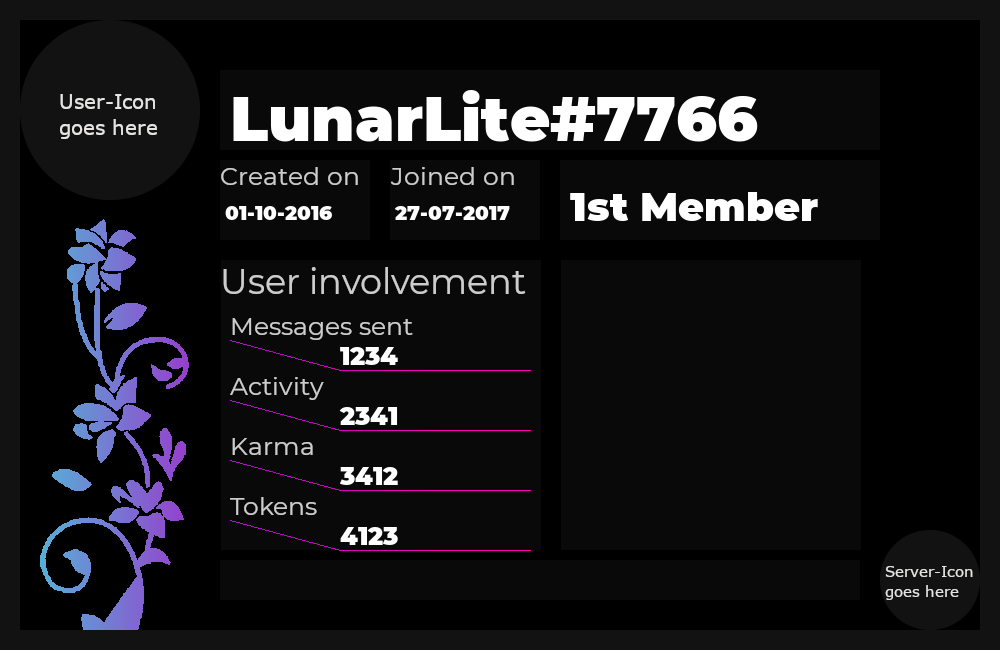 User-Icon
goes here
LunarLite#7766
Created on
01-10-2016
Joined on
27-07-2017
1st Member
User involvement
Messages sent
1234
Activity
2341
Karma
3412
Tokens
4123
Server-Icon
goes here